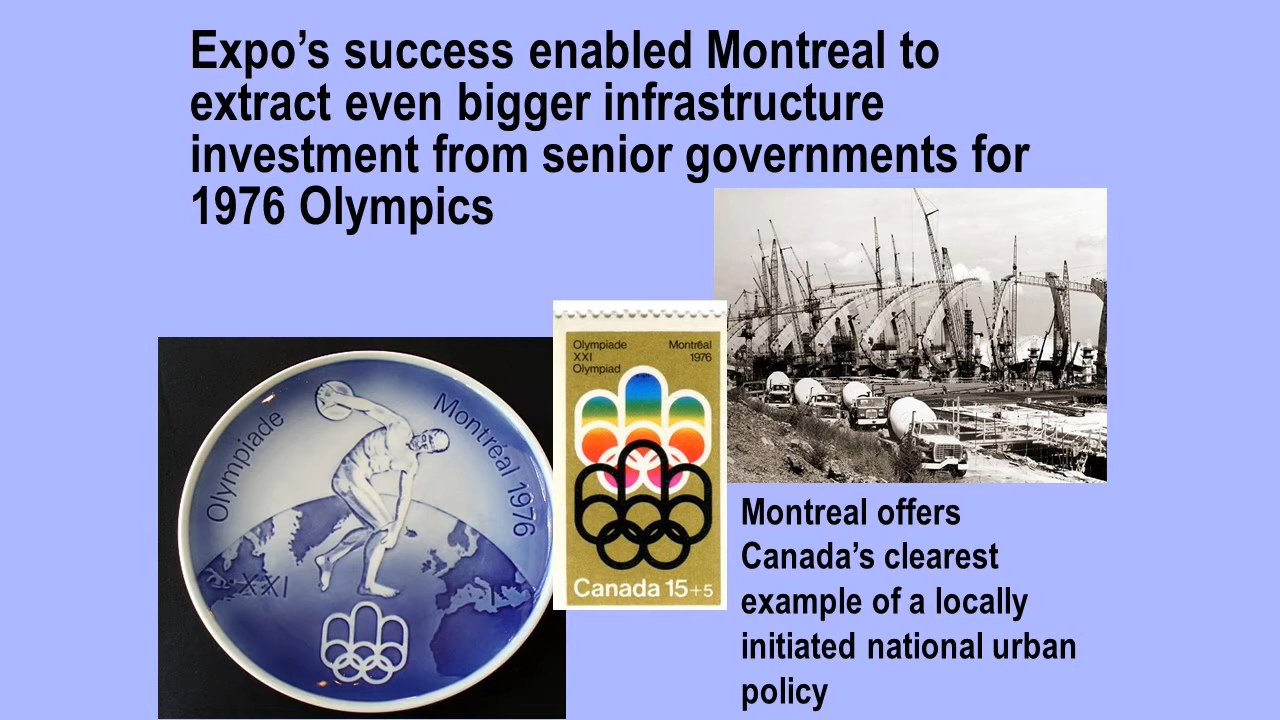 Expo’s success enabled Montreal to
extract even bigger infrastructure
investment from senior governments for
1976 Olympics
Olympiade
XXI
Olympiad
Montréal
1976
Canada 15+5
Olympiade
Montréal 1976
XXI
Montreal offers
Canada’s clearest
example of a locally
initiated national urban
policy